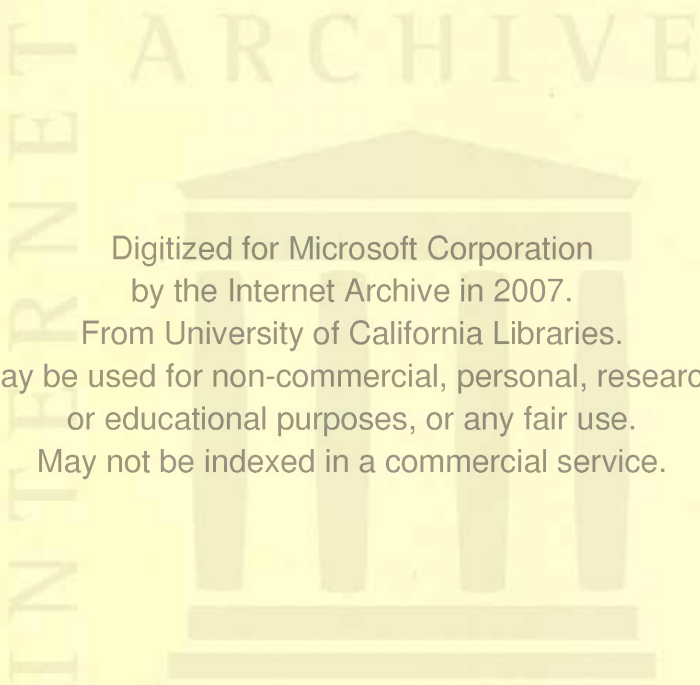 INTERNET ARCHIVE
Digitized for Microsoft Corporation
by the Internet Archive in 2007.
From University of California Libraries.
ay be used for non-commercial, personal, researc
or educational purposes, or any fair use.
May not be indexed in a commercial service.